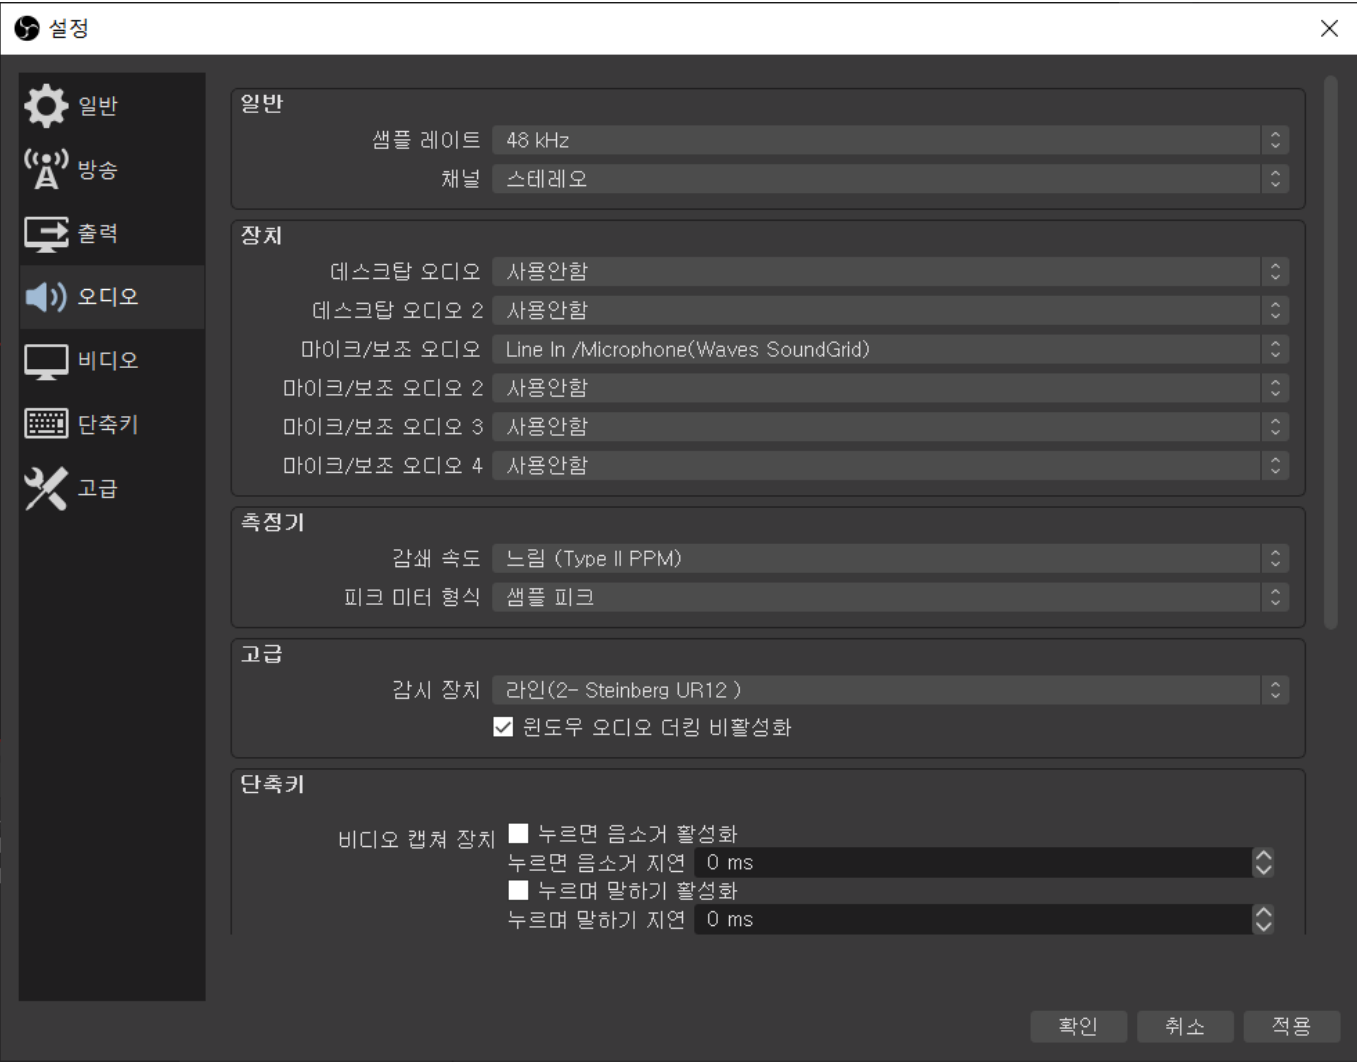 설정
일반
방송
출력
오디오
비디오
단축키
고급
일반
샘플 레이트 48 kHz
채널 스테레오
장치
데스크탑 오디오 사용안함
데스크탑 오디오 2 사용안함
마이크/보조 오디오 Line In /Microphone(Waves SoundGrid)
마이크/보조 오디오 2 사용안함
마이크/보조 오디오 3 사용안함
마이크/보조 오디오 4 사용안함
측정기
감쇄 속도 느림 (Type II PPM)
피크 미터 형식 샘플 피크
고급
감시 장치 라인(2- Steinberg UR12 )
윈도우 오디오 더킹 비활성화
단축키
비디오 캡쳐 장치 누르면 음소거 활성화
누르면 음소거 지연 0 ms
누르며 말하기 활성화
누르며 말하기 지연 0 ms
확인 취소 적용